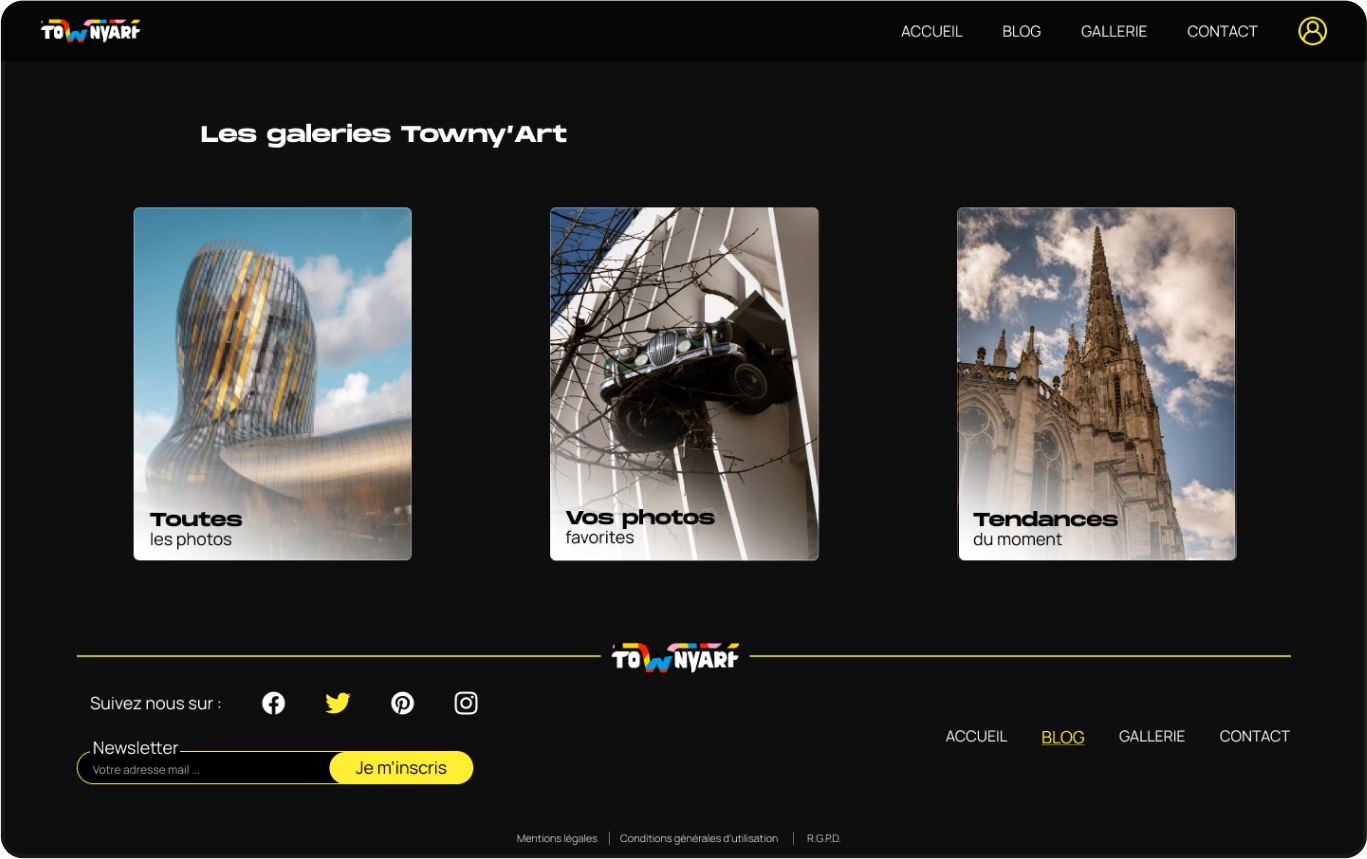 TOWNYART
ACCUEIL BLOG GALLERIE CONTACT
Les galeries Towny'Art
Toutes
les photos
Vos photos
favorites
Tendances
du moment
TOWNYART
Suivez nous sur :
ACCUEIL BLOG GALLERIE CONTACT
Newsletter
Votre adresse mail ...
Je m'inscris
Mentions légales
Conditions générales d'utilisation
R.G.P.D.